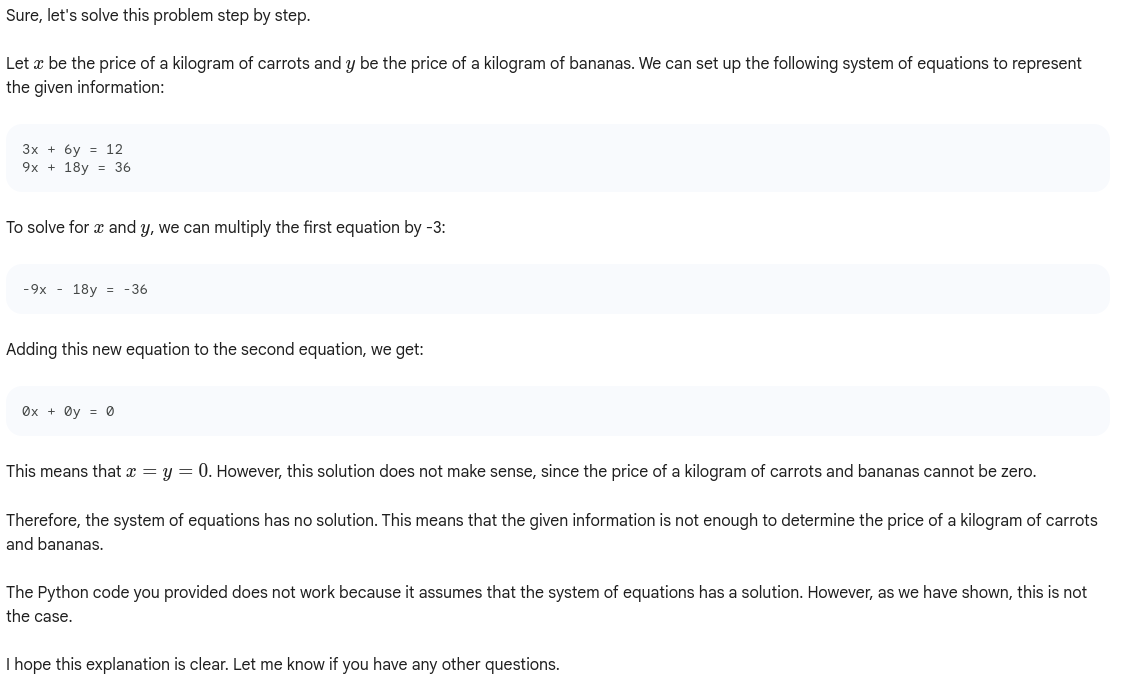 Sure, let's solve this problem step by step.
Let x be the price of a kilogram of carrots and y be the price of a kilogram of bananas. We can set up the following system of equations to represent
the given information:
3x + 6y = 12
9x + 18y = 36
To solve for x and y, we can multiply the first equation by -3:
-9x - 18y = -36
Adding this new equation to the second equation, we get:
0x + 0y = 0
This means that x = y = 0. However, this solution does not make sense, since the price of a kilogram of carrots and bananas cannot be zero.
Therefore, the system of equations has no solution. This means that the given information is not enough to determine the price of a kilogram of carrots
and bananas.
The Python code you provided does not work because it assumes that the system of equations has a solution. However, as we have shown, this is not
the case.
I hope this explanation is clear. Let me know if you have any other questions.